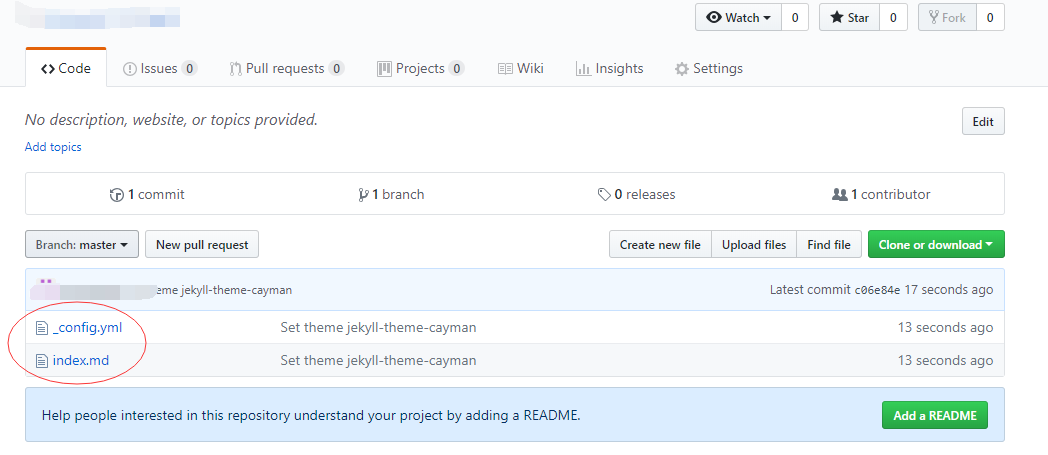 Watch 0 Star 0 Fork 0
Code Issues 0 Pull requests 0 Projects 0 Wiki Insights Settings
No description, website, or topics provided. Edit
Add topics
1 commit 1 branch 0 releases 1 contributor
Branch: master New pull request Create new file Upload files Find file Clone or download
eme jekyll-theme-cayman Latest commit c06e84e 17 seconds ago
_config.yml Set theme jekyll-theme-cayman 13 seconds ago
index.md Set theme jekyll-theme-cayman 13 seconds ago
Help people interested in this repository understand your project by adding a README. Add a README